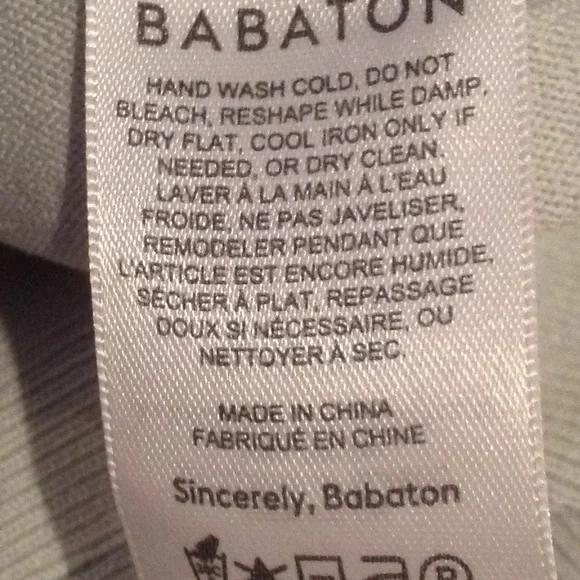 BABATON
HAND WASH COLD, DO NOT
BLEACH, RESHAPE WHILE DAMP,
DRY FLAT, COOL IRON ONLY IF
NEEDED, OR DRY CLEAN.
LAVER À LA MAIN À L'EAU
FROIDE, NE PAS JAVELISER,
REMODELER PENDANT QUE
L'ARTICLE EST ENCORE HUMIDE,
SÉCHER À PLAT, REPASSAGE
DOUX SI NÉCESSAIRE, OU
NETTOYER À SEC.
MADE IN CHINA
FABRIQUÉ EN CHINE
Sincerely, Babaton
P